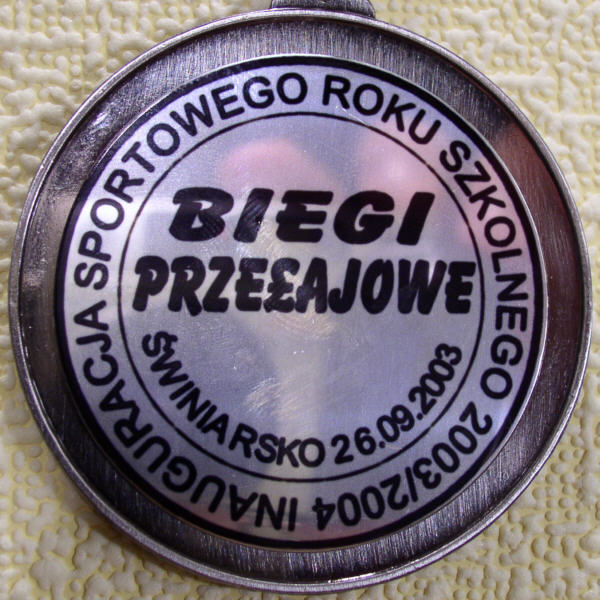 INAUGURACJA SPORTOWEGO ROKU SZKOLNEGO 2003/2004
BIEGI
PRZEŁAJOWE
ŚWINIARSKO 26.09.2003